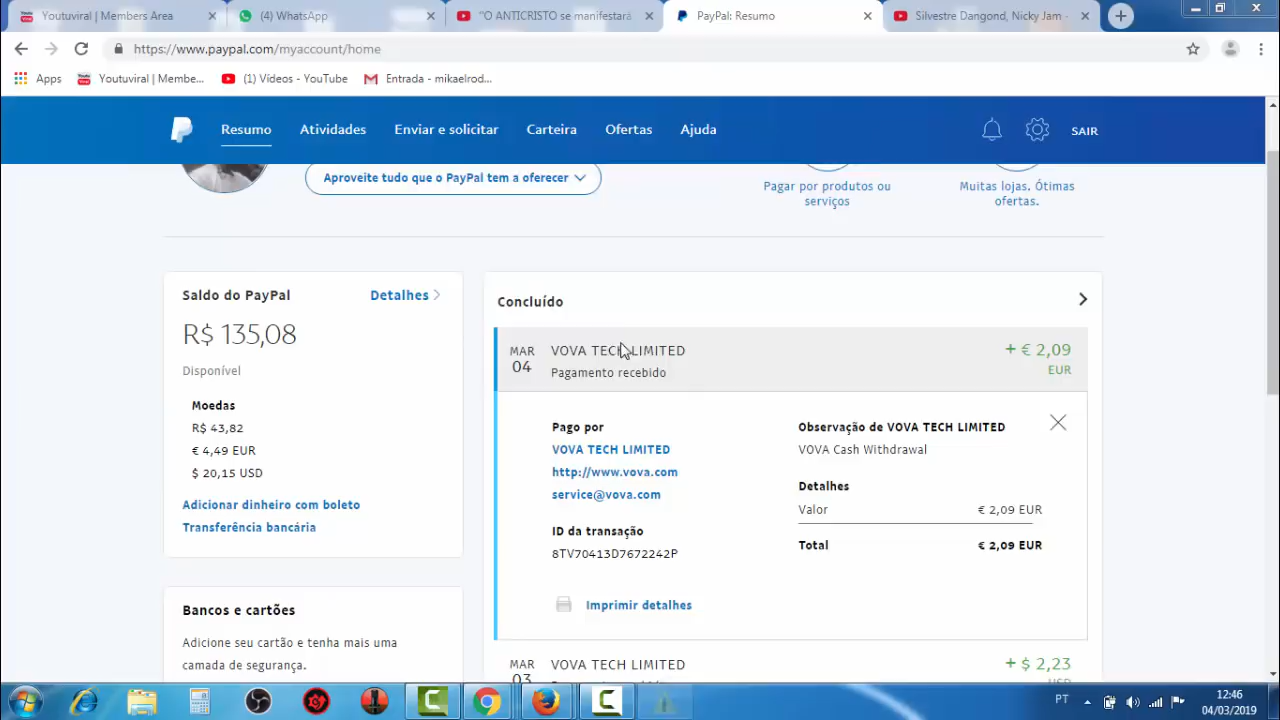 Youtuviral | Members Area
(4) WhatsApp
"O ANTICRISTO se manifestará
PayPal: Resumo
Silvestre Dangond, Nicky Jam -
https://www.paypal.com/myaccount/home
Apps
Youtuviral | Membe...
(1) Vídeos - YouTube
Entrada - mikaelrod...
Resumo
Atividades
Enviar e solicitar
Carteira
Ofertas
Ajuda
SAIR
Aproveite tudo que o PayPal tem a oferecer
Pagar por produtos ou
serviços
Muitas lojas. Ótimas
ofertas.
Saldo do PayPal
Detalhes
R$ 135,08
Disponível
Moedas
R$ 43,82
€ 4,49 EUR
$ 20,15 USD
Adicionar dinheiro com boleto
Transferência bancária
Bancos e cartões
Adicione seu cartão e tenha mais uma
camada de segurança.
Concluído
MAR
04
VOVA TECH LIMITED
Pagamento recebido
+ € 2,09
EUR
Pago por
VOVA TECH LIMITED
http://www.vova.com
service@vova.com
ID da transação
8TV70413D7672242P
Imprimir detalhes
Observação de VOVA TECH LIMITED
VOVA Cash Withdrawal
Detalhes
Valor € 2,09 EUR
Total € 2,09 EUR
MAR
03
VOVA TECH LIMITED
+ $ 2,23
PT
12:46
04/03/2019